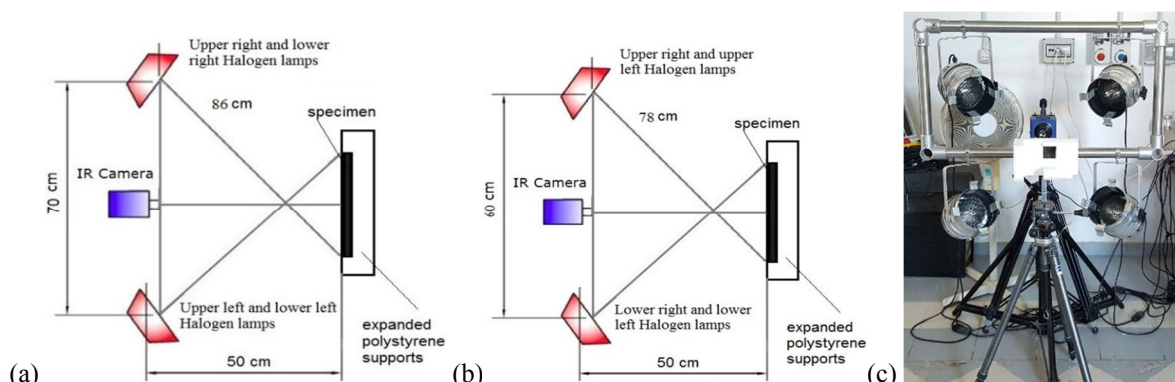 Upper right and lower
right Halogen lamps
86 cm
specimen
70 cm
IR Camera
Upper left and lower left
Halogen lamps
expanded
polystyrene
supports
50 cm
(a)
Upper right and upper
left Halogen lamps
78 cm
specimen
60 cm
IR Camera
Lower right and lower
left Halogen lamps
expanded
polystyrene
supports
50 cm
(b)
(c)